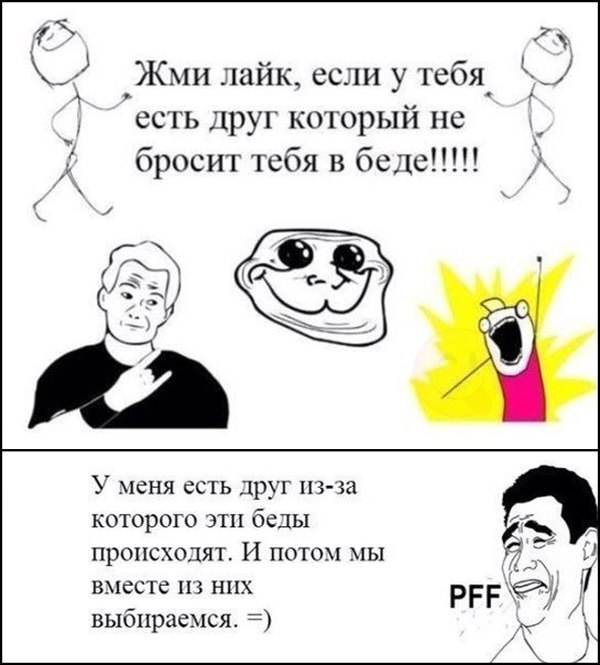 Жми лайк, если у тебя
есть друг который не
бросит тебя в беде!!!!!
У меня есть друг из-за
которого эти беды
происходят. И потом мы
вместе из них
выбираемся. =)
PFF